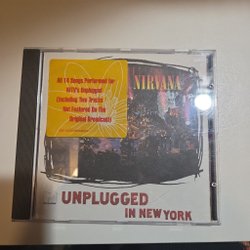 All 14 Songs Performed for
MTV's Unplugged
(Including Two Tracks
Not Featured On The
Original Broadcast)
NIRVANA
UNPLUGGED
IN NEW YORK